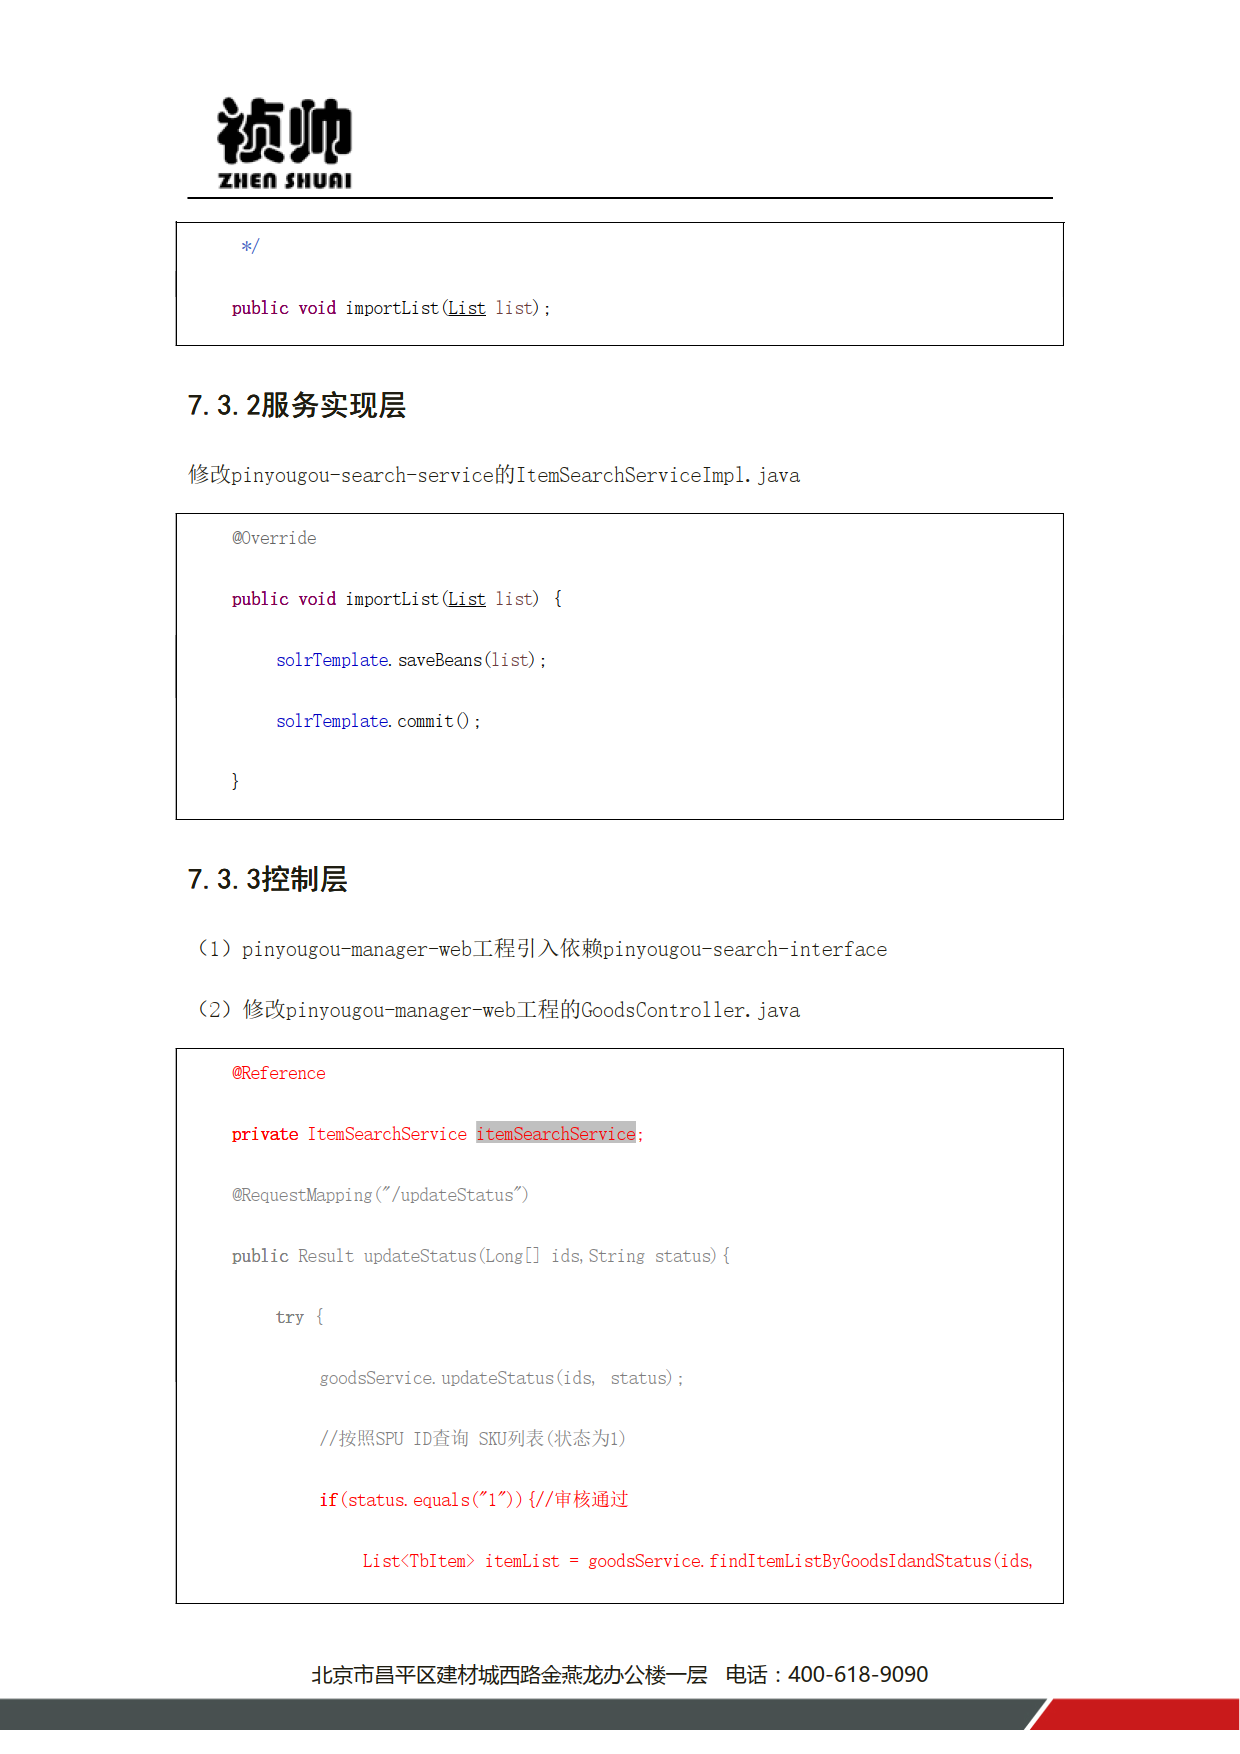 祯帅
ZHEN SHUAI
*/
public void importList(List list);
7.3.2服务实现层
修改pinyougou-search-service的ItemSearchServiceImpl.java
@Override
public void importList(List list) {
solrTemplate.saveBeans(list);
solrTemplate.commit();
}
7.3.3控制层
（1）pinyougou-manager-web工程引入依赖pinyougou-search-interface
（2）修改pinyougou-manager-web工程的GoodsController.java
@Reference
private ItemSearchService itemSearchService;
@RequestMapping("/updateStatus")
public Result updateStatus(Long[] ids,String status){
try {
goodsService.updateStatus(ids, status);
//按照SPU ID查询 SKU列表(状态为1)
if(status.equals("1")){//审核通过
List<TbItem> itemList = goodsService.findItemListByGoodsIdandStatus(ids,
北京市昌平区建材城西路金燕龙办公楼一层 电话：400-618-9090